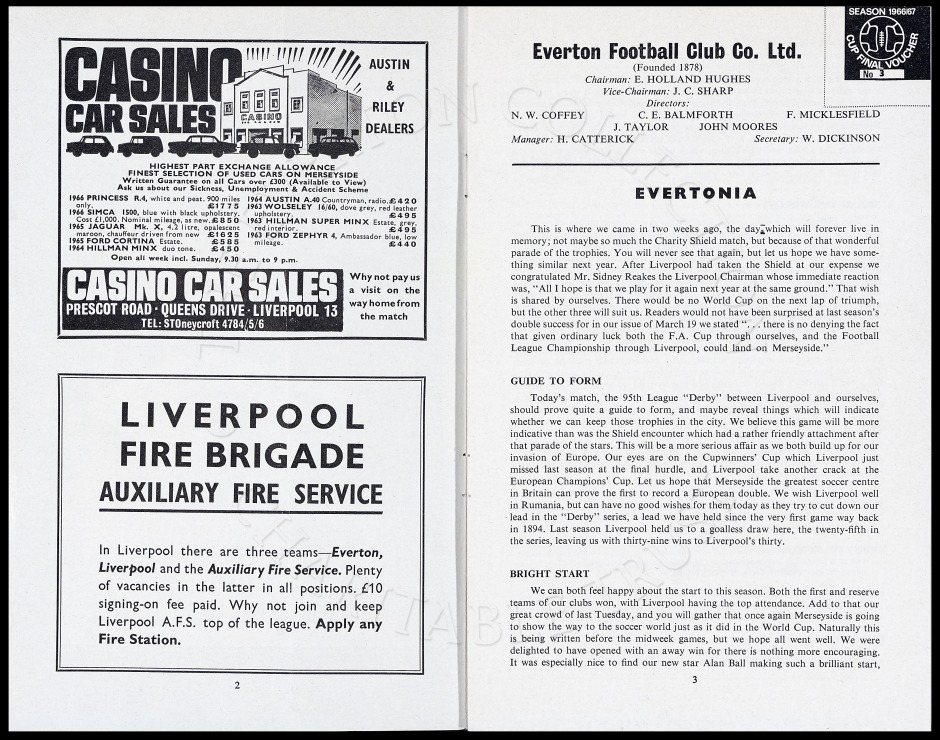 CASINO
CAR SALES
CASINO
AUSTIN
&
RILEY
DEALERS
HIGHEST PART EXCHANGE ALLOWANCE
FINEST SELECTION OF USED CARS ON MERSEYSIDE
Written Guarantee on all Cars over £300 (Available to View)
Ask us about our Sickness, Unemployment & Accident Scheme
1966 PRINCESS R.4, white and peat. 900 miles
only. £1775
1966 SIMCA 1500, blue with black upholstery.
Cost £1,000. Nominal mileage, as new. £850
1965 JAGUAR Mk. X, 4.2 litre, opalescent
maroon, chauffeur driven from new £1625
1965 FORD CORTINA Estate. £585
1964 HILLMAN MINX duo tone. £450
1964 AUSTIN A.40 Countryman, radio. £420
1963 WOLSELEY 16/60, dove grey, red leather
upholstery. £495
1963 HILLMAN SUPER MINX Estate, grey,
red interior. £495
1963 FORD ZEPHYR 4, Ambassador blue, low
mileage. £440
Open all week incl. Sunday, 9.30 a.m. to 9 p.m.
CASINO CAR SALES
PRESCOT ROAD · QUEENS DRIVE · LIVERPOOL 13
TEL: STOneycroft 4784/5/6
Why not pay us
a visit on the
way home from
the match
LIVERPOOL
FIRE BRIGADE
AUXILIARY FIRE SERVICE
In Liverpool there are three teams—Everton,
Liverpool and the Auxiliary Fire Service. Plenty
of vacancies in the latter in all positions. £10
signing-on fee paid. Why not join and keep
Liverpool A.F.S. top of the league. Apply any
Fire Station.
2
SEASON 1966/67
CUP FINAL VOUCHER
No 3
Everton Football Club Co. Ltd.
(Founded 1878)
Chairman: E. HOLLAND HUGHES
Vice-Chairman: J. C. SHARP
Directors:
N. W. COFFEY C. E. BALMFORTH F. MICKLESFIELD
J. TAYLOR JOHN MOORES
Manager: H. CATTERICK Secretary: W. DICKINSON
EVERTONIA
This is where we came in two weeks ago, the day which will forever live in
memory; not maybe so much the Charity Shield match, but because of that wonderful
parade of the trophies. You will never see that again, but let us hope we have some-
thing similar next year. After Liverpool had taken the Shield at our expense we
congratulated Mr. Sidney Reakes the Liverpool Chairman whose immediate reaction
was, "All I hope is that we play for it again next year at the same ground." That wish
is shared by ourselves. There would be no World Cup on the next lap of triumph,
but the other three will suit us. Readers would not have been surprised at last season's
double success for in our issue of March 19 we stated ". . . there is no denying the fact
that given ordinary luck both the F.A. Cup through ourselves, and the Football
League Championship through Liverpool, could land on Merseyside."
GUIDE TO FORM
Today's match, the 95th League "Derby" between Liverpool and ourselves,
should prove quite a guide to form, and maybe reveal things which will indicate
whether we can keep those trophies in the city. We believe this game will be more
indicative than was the Shield encounter which had a rather friendly attachment after
that parade of the stars. This will be a more serious affair as we both build up for our
invasion of Europe. Our eyes are on the Cupwinners' Cup which Liverpool just
missed last season at the final hurdle, and Liverpool take another crack at the
European Champions' Cup. Let us hope that Merseyside the greatest soccer centre
in Britain can prove the first to record a European double. We wish Liverpool well
in Rumania, but can have no good wishes for them today as they try to cut down our
lead in the "Derby" series, a lead we have held since the very first game way back
in 1894. Last season Liverpool held us to a goalless draw here, the twenty-fifth in
the series, leaving us with thirty-nine wins to Liverpool's thirty.
BRIGHT START
We can both feel happy about the start to this season. Both the first and reserve
teams of our clubs won, with Liverpool having the top attendance. Add to that our
great crowd of last Tuesday, and you will gather that once again Merseyside is going
to show the way to the soccer world just as it did in the World Cup. Naturally this
is being written before the midweek games, but we hope all went well. We were
delighted to have opened with an away win for there is nothing more encouraging.
It was especially nice to find our new star Alan Ball making such a brilliant start,
3